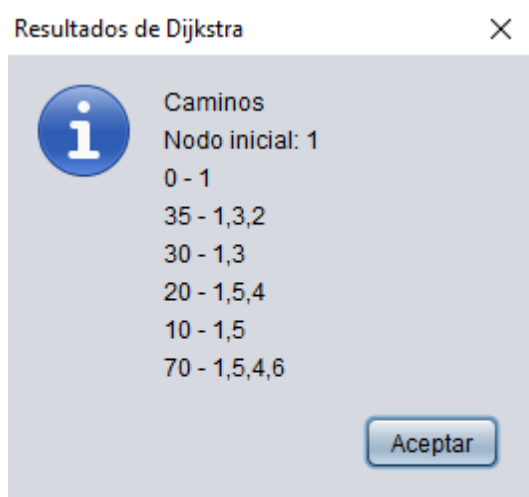 Resultados de Dijkstra
Caminos
Nodo inicial: 1
0 - 1
35 - 1,3,2
30 - 1,3
20 - 1,5,4
10 - 1,5
70 - 1,5,4,6
Aceptar